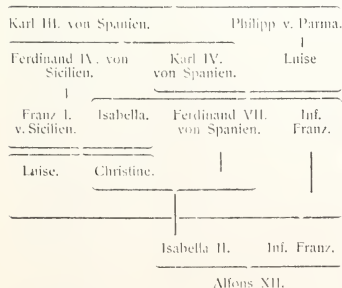 Karl III. von Spanien. Philipp v. Parma.
Ferdinand IV. von Karl IV. Luise
Sicilien. von Spanien.
Franz I. Isabella. Ferdinand VII. Inf.
v. Sicilien. von Spanien. Franz.
Luise. Christine.
Isabella II. Inf. Franz.
Alfons XII.